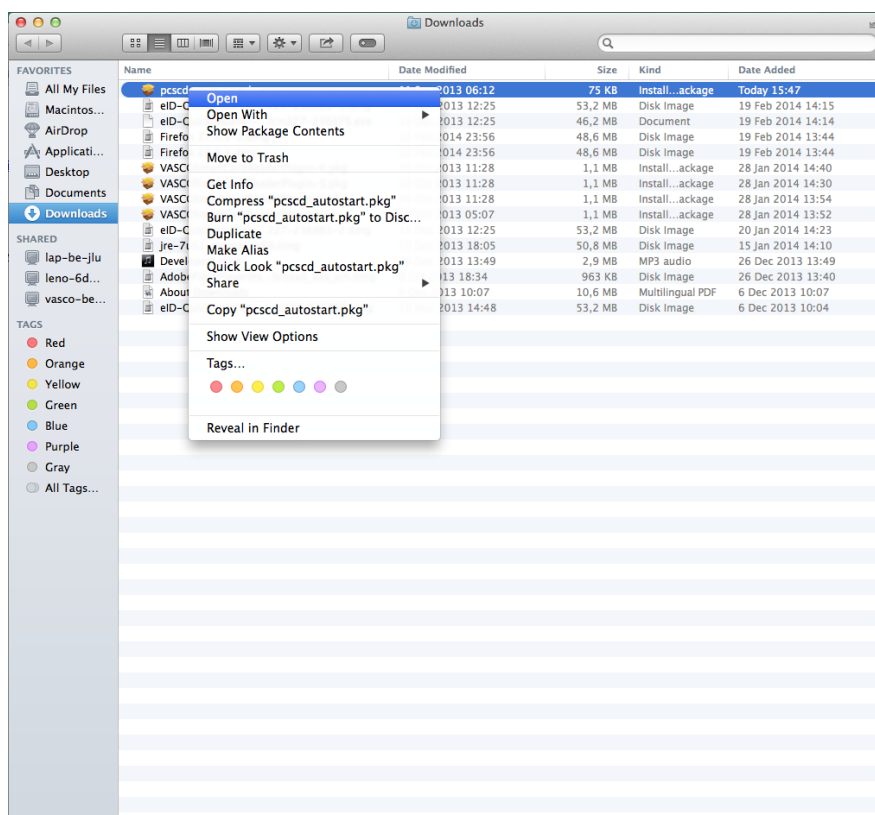 Downloads
FAVORITES
All My Files
Macintos...
AirDrop
Applicati...
Desktop
Documents
Downloads
SHARED
lap-be-jlu
leno-6d...
vasco-be...
TAGS
Red
Orange
Yellow
Green
Blue
Purple
Gray
All Tags...
Name Date Modified Size Kind Date Added
pcscd 2013 06:12 75 KB Install...ackage Today 15:47
eID-Q 2013 12:25 53,2 MB Disk Image 19 Feb 2014 14:15
eID-Q 2013 12:25 46,2 MB Document 19 Feb 2014 14:14
Firefo 2014 23:56 48,6 MB Disk Image 19 Feb 2014 13:44
Firefo 2014 23:56 48,6 MB Disk Image 19 Feb 2014 13:44
VASCO 2013 11:28 1,1 MB Install...ackage 28 Jan 2014 14:40
VASCO 2013 11:28 1,1 MB Install...ackage 28 Jan 2014 14:30
VASCO 2013 11:28 1,1 MB Install...ackage 28 Jan 2014 13:54
VASCO 2013 05:07 1,1 MB Install...ackage 28 Jan 2014 13:52
eID-Q 2013 12:25 53,2 MB Disk Image 20 Jan 2014 14:23
jre-7u 2013 18:05 50,8 MB Disk Image 15 Jan 2014 14:10
Devel 2013 13:49 2,9 MB MP3 audio 26 Dec 2013 13:49
Adobe 013 18:34 963 KB Disk Image 26 Dec 2013 13:40
About 013 10:07 10,6 MB Multilingual PDF 6 Dec 2013 10:07
eID-Q 2013 14:48 53,2 MB Disk Image 6 Dec 2013 10:04
Open
Open With
Show Package Contents
Move to Trash
Get Info
Compress "pcscd_autostart.pkg"
Burn "pcscd_autostart.pkg" to Disc...
Duplicate
Make Alias
Quick Look "pcscd_autostart.pkg"
Share
Copy "pcscd_autostart.pkg"
Show View Options
Tags...
Reveal in Finder